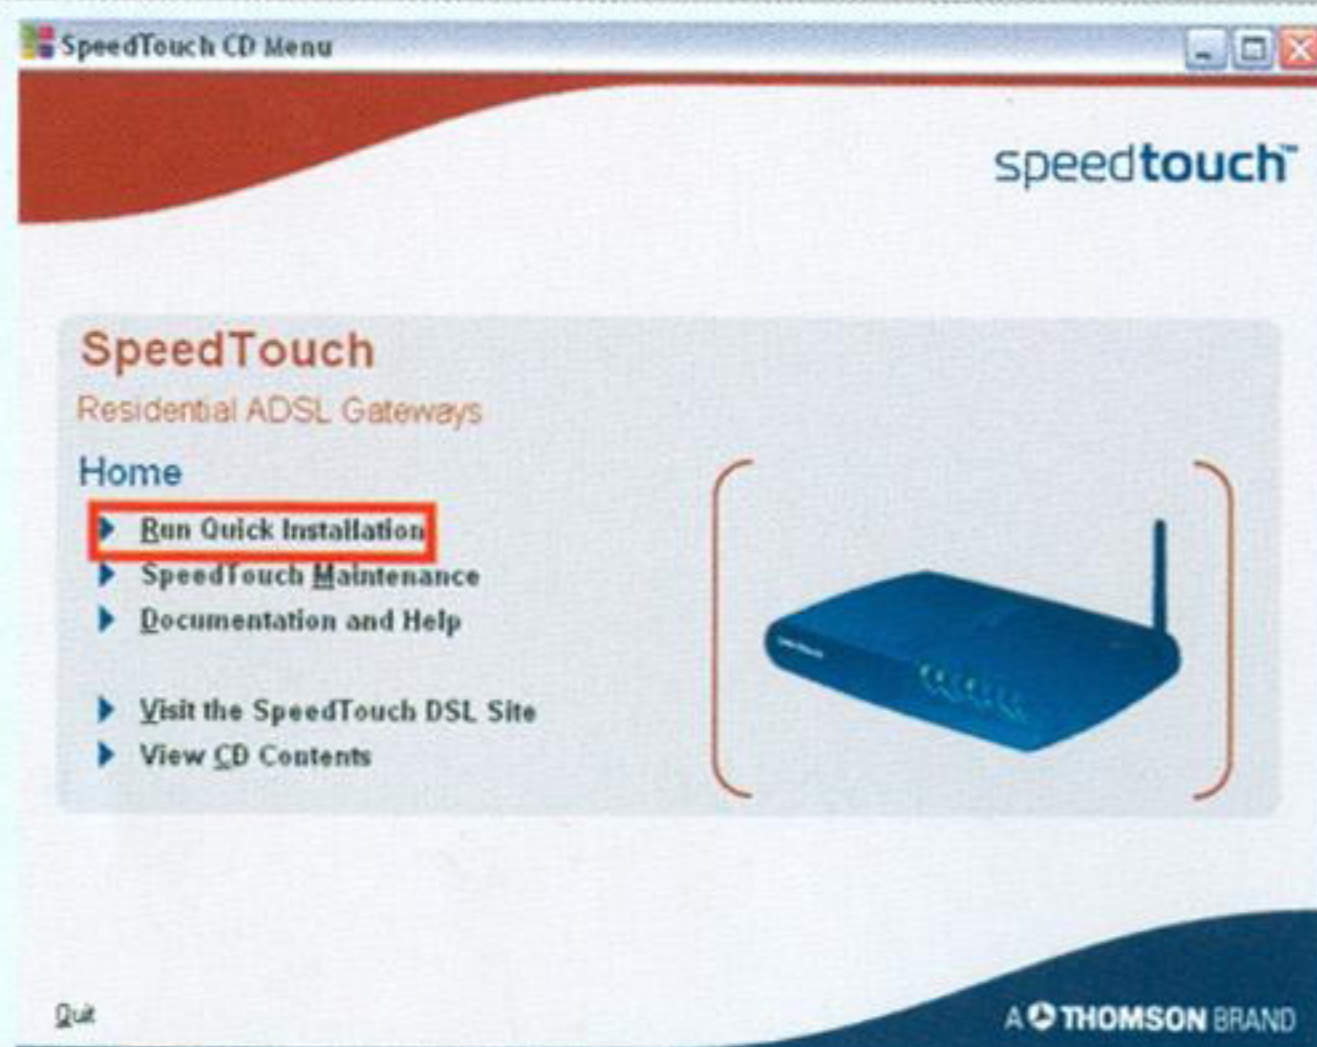 SpeedTouch CD Menu
speedtouch™
SpeedTouch
Residential ADSL Gateways
Home
Run Quick Installation
SpeedTouch Maintenance
Documentation and Help
Visit the SpeedTouch DSL Site
View CD Contents
Quit
A THOMSON BRAND